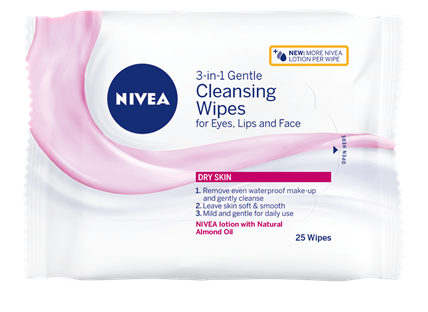 NEW: MORE NIVEA
LOTION PER WIPE
3-in-1 Gentle
Cleansing
Wipes
for Eyes, Lips and Face
NIVEA
OPEN HERE
DRY SKIN
1. Remove even waterproof make-up
and gently cleanse
2. Leave skin soft & smooth
3. Mild and gentle for daily use
NIVEA lotion with Natural
Almond Oil
25 Wipes